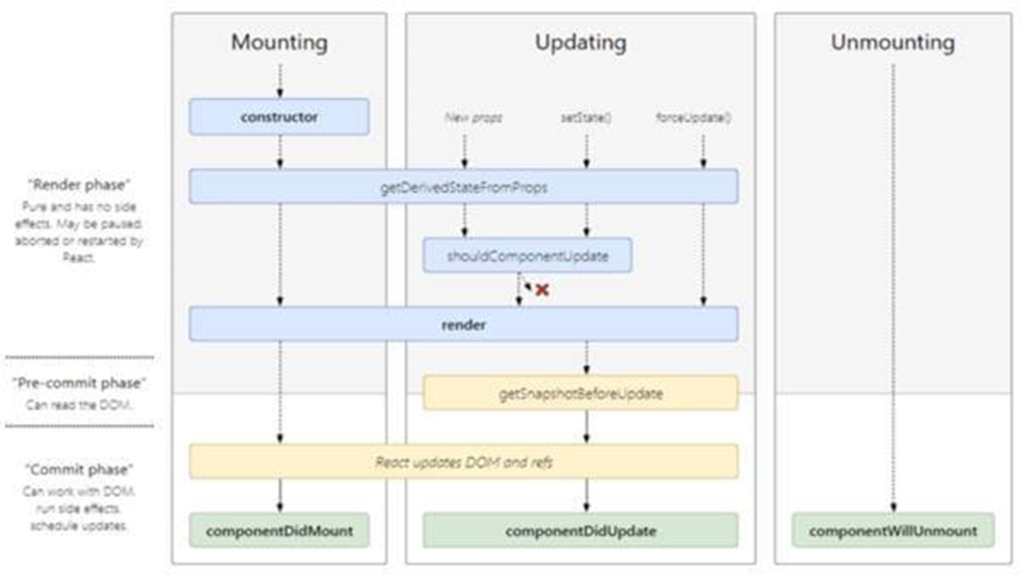 Mounting
Updating
Unmounting
constructor
New props
setState()
forceUpdate()
"Render phase"
Pure and has no side
effects. May be paused,
aborted or restarted by
React.
getDerivedStateFromProps
shouldComponentUpdate
render
"Pre-commit phase"
Can read the DOM.
getSnapshotBeforeUpdate
"Commit phase"
Can work with DOM,
run side effects,
schedule updates.
React updates DOM and refs
componentDidMount
componentDidUpdate
componentWillUnmount